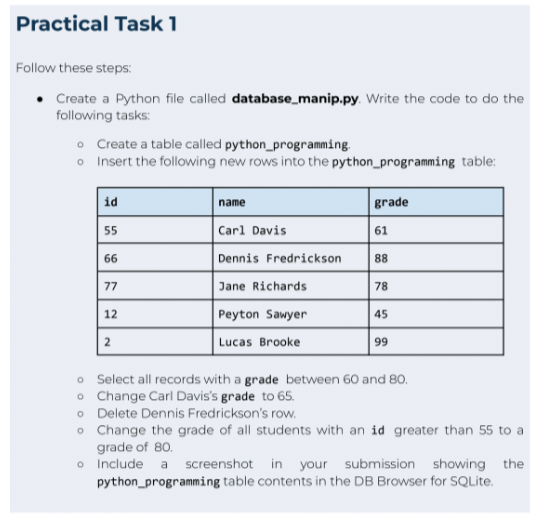 Practical Task 1
Follow these steps:
• Create a Python file called database_manip.py. Write the code to do the
following tasks:
o Create a table called python_programming.
o Insert the following new rows into the python_programming table:
id name grade
55 Carl Davis 61
66 Dennis Fredrickson 88
77 Jane Richards 78
12 Peyton Sawyer 45
2 Lucas Brooke 99
o Select all records with a grade between 60 and 80.
o Change Carl Davis's grade to 65.
o Delete Dennis Fredrickson's row.
o Change the grade of all students with an id greater than 55 to a
grade of 80.
o Include a screenshot in your submission showing the
python_programming table contents in the DB Browser for SQLite.